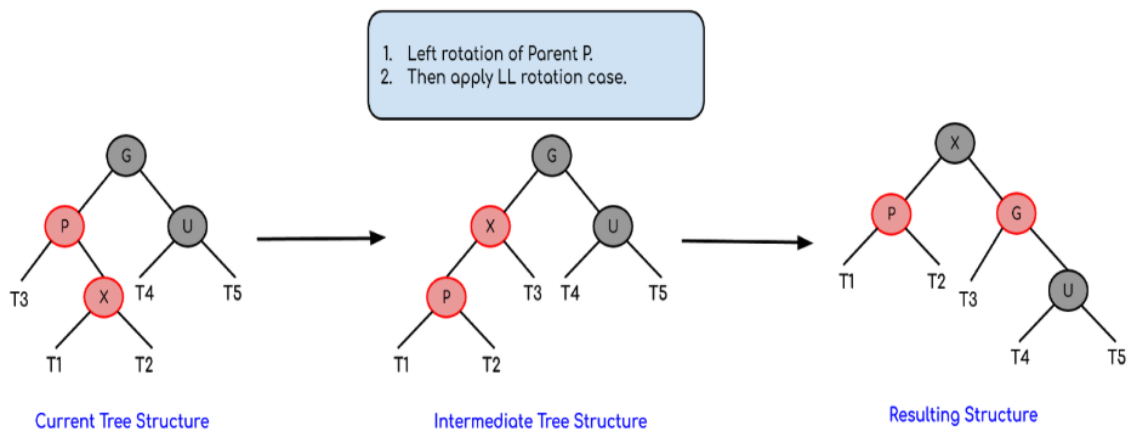 1. Left rotation of Parent P.
2. Then apply LL rotation case.
G
P
U
T3
X
T4
T5
T1
T2
Current Tree Structure
G
X
U
P
T3
T4
T5
T1
T2
Intermediate Tree Structure
X
P
G
T1
T2
T3
U
T4
T5
Resulting Structure